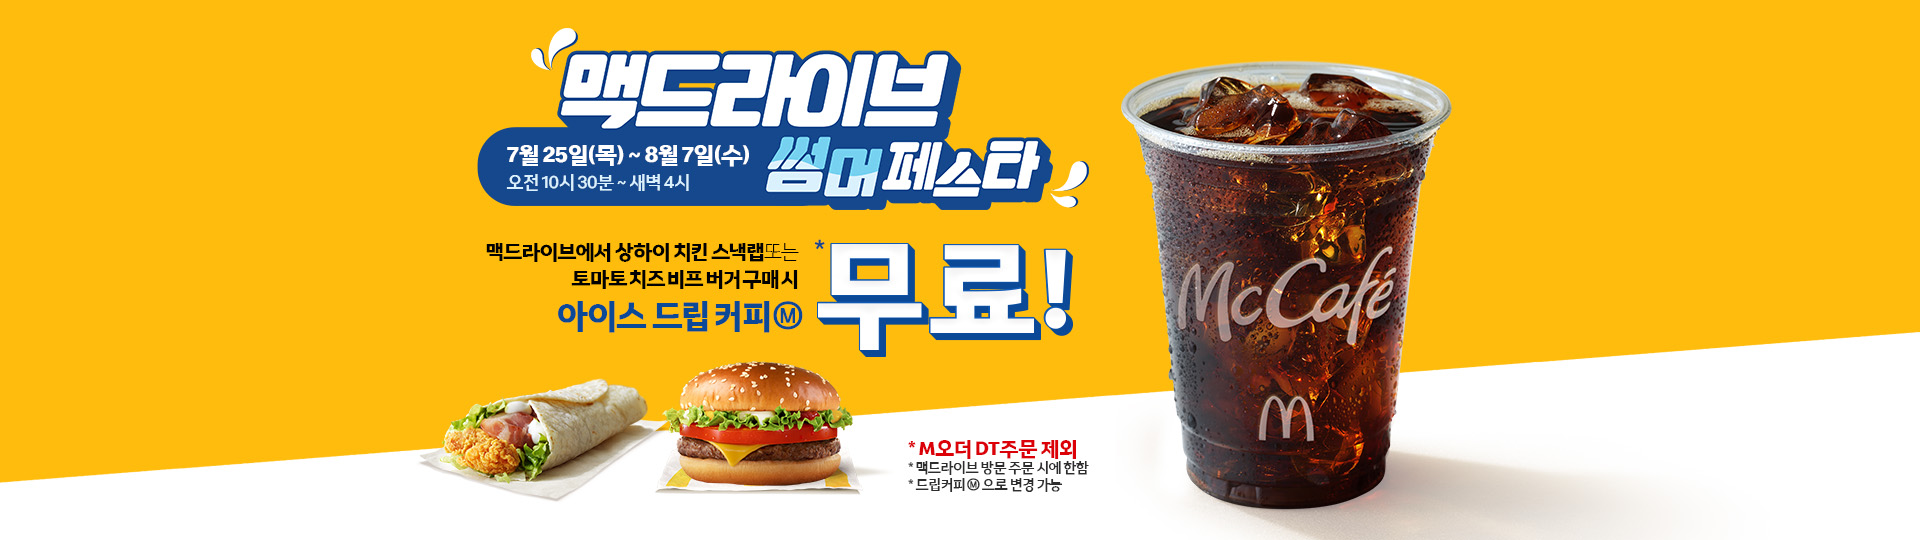 맥드라이브
7월 25일(목) ~ 8월 7일(수)
오전 10시 30분 ~ 새벽 4시
썸머 페스타
맥드라이브에서 상하이 치킨 스낵랩 또는
토마토 치즈 비프 버거 구매 시
아이스 드립 커피Ⓜ
*무료!
McCafé
* M오더 DT주문 제외
* 맥드라이브 방문 주문 시에 한함
* 드립커피Ⓜ으로 변경 가능